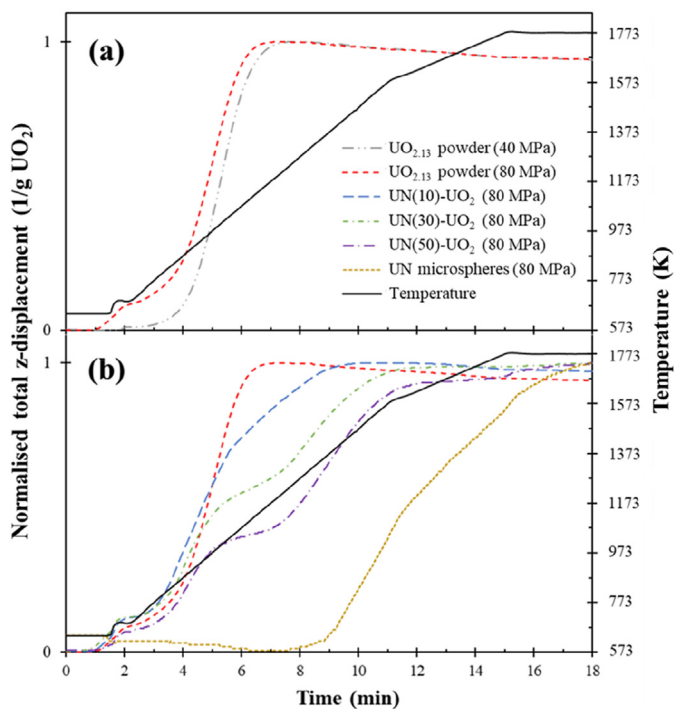 (a)
1
0
1773
1573
1373
1173
973
773
573
UO2.13 powder (40 MPa)
UO2.13 powder (80 MPa)
UN(10)-UO2 (80 MPa)
UN(30)-UO2 (80 MPa)
UN(50)-UO2 (80 MPa)
UN microspheres (80 MPa)
Temperature
Normalised total z-displacement (1/g UO2)
Temperature (K)
(b)
1
0
1773
1573
1373
1173
973
773
573
0 2 4 6 8 10 12 14 16 18
Time (min)